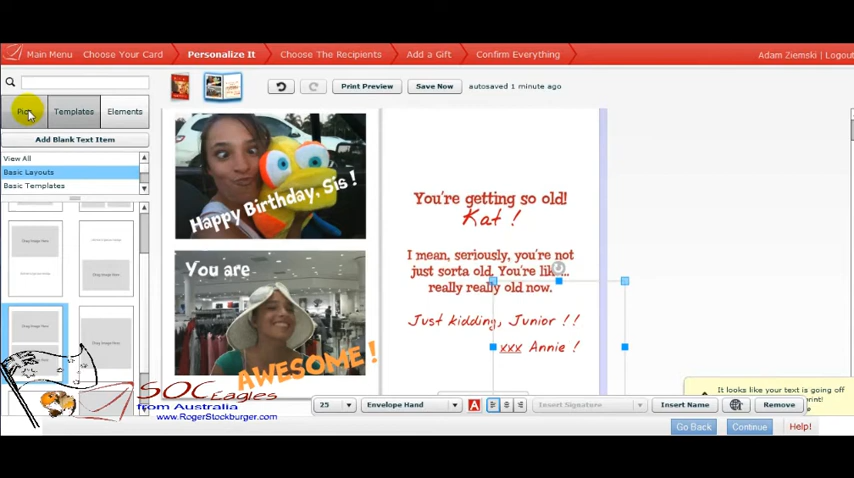 Main Menu Choose Your Card Personalize It Choose The Recipients Add a Gift Confirm Everything Adam Ziemski | Logout
Print Preview Save Now autosaved 1 minute ago
Templates Elements
Add Blank Text Item
View All
Basic Layouts
Basic Templates
Happy Birthday, Sis!
You are
AWESOME!
You're getting so old!
Kat!
I mean, seriously, you're not
just sorta old. You're like...
really really old now.
Just kidding, Junior!!
xxx Annie!
It looks like your text is going off
25 Envelope Hand A Insert Signature Insert Name Remove
Go Back Continue Help!
SOC
Eagles
from Australia
www.RogerStockburger.com